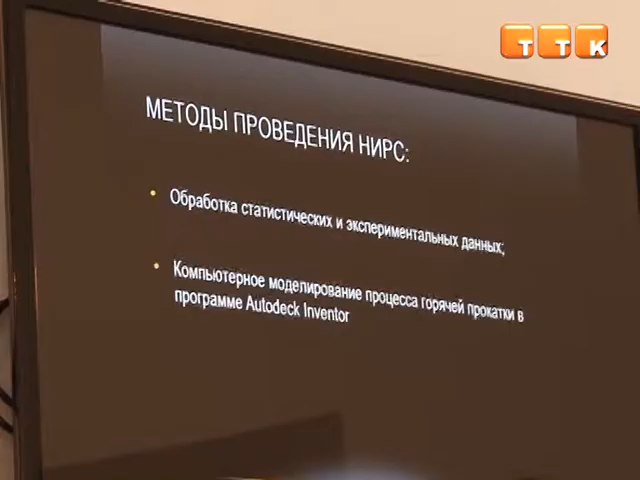 ТТК
МЕТОДЫ ПРОВЕДЕНИЯ НИРС:
• Обработка статистических и экспериментальных данных;
• Компьютерное моделирование процесса горячей прокатки в
программе Autodeck Inventor